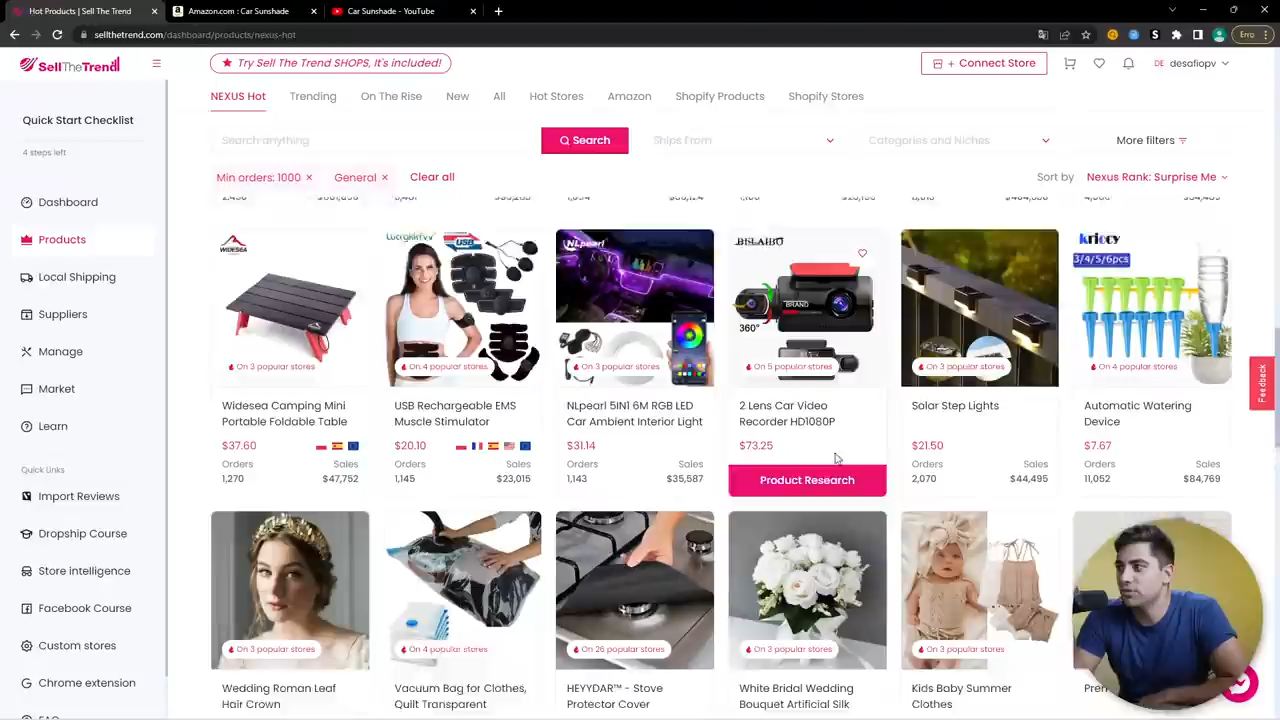 Hot Products | Sell The Trend
Amazon.com : Car Sunshade
Car Sunshade - YouTube
sellthetrend.com/dashboard/products/nexus-hot
Erro
SellTheTrend
Try Sell The Trend SHOPS, It's included!
+ Connect Store
DE desafiopv
NEXUS Hot
Trending
On The Rise
New
All
Hot Stores
Amazon
Shopify Products
Shopify Stores
Search anything
Search
Ships from
Categories and Niches
More filters
Min orders: 1000 ×
General ×
Clear all
Sort by
Nexus Rank: Surprise Me
Quick Start Checklist
4 steps left
Dashboard
Products
Local Shipping
Suppliers
Manage
Market
Learn
Quick Links
Import Reviews
Dropship Course
Store intelligence
Facebook Course
Custom stores
Chrome extension
FAQ
WIDESEA
On 3 popular stores
Widesea Camping Mini
Portable Foldable Table
$37.60
Orders
Sales
1,270
$47,752
USB
On 4 popular stores
USB Rechargeable EMS
Muscle Stimulator
$20.10
Orders
Sales
1,145
$23,015
NLpearl
On 3 popular stores
NLpearl 5IN1 6M RGB LED
Car Ambient Interior Light
$31.14
Orders
Sales
1,143
$35,587
BRAND
360°
On 5 popular stores
2 Lens Car Video
Recorder HD1080P
$73.25
Product Research
On 3 popular stores
Solar Step Lights
$21.50
Orders
Sales
2,070
$44,495
kriocy
3/4/5/6pcs
On 4 popular stores
Automatic Watering
Device
$7.67
Orders
Sales
11,052
$84,769
Feedback
On 3 popular stores
Wedding Roman Leaf
Hair Crown
On 4 popular stores
Vacuum Bag for Clothes,
Quilt Transparent
On 26 popular stores
HEYYDAR™ - Stove
Protector Cover
On 3 popular stores
White Bridal Wedding
Bouquet Artificial Silk
On 3 popular stores
Kids Baby Summer
Clothes